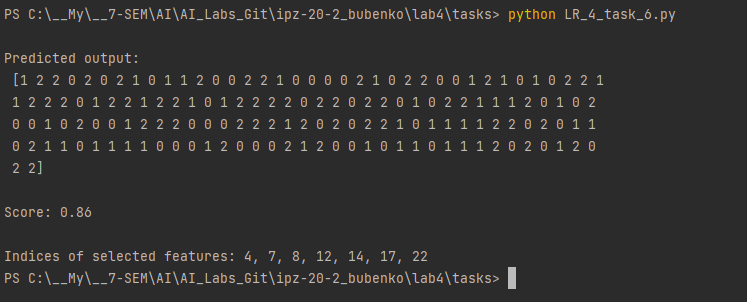 PS C:\__My\__7-SEM\AI\AI_Labs_Git\ipz-20-2_bubenko\lab4\tasks> python LR_4_task_6.py
Predicted output:
[1 2 2 0 2 0 2 1 0 1 1 2 0 0 2 2 1 0 0 0 0 2 1 0 2 2 0 0 1 2 1 0 1 0 2 2 1
1 2 2 2 0 1 2 2 1 2 2 1 0 1 2 2 2 2 0 2 2 0 2 2 0 1 0 2 2 1 1 1 2 0 1 0 2
0 0 1 0 2 0 0 1 2 2 2 0 0 0 2 2 2 1 2 0 2 0 2 2 1 0 1 1 1 1 2 2 0 2 0 1 1
0 2 1 1 0 1 1 1 1 0 0 0 1 2 0 0 0 2 1 2 0 0 1 0 1 1 0 1 1 1 2 0 2 0 1 2 0
2 2]
Score: 0.86
Indices of selected features: 4, 7, 8, 12, 14, 17, 22
PS C:\__My\__7-SEM\AI\AI_Labs_Git\ipz-20-2_bubenko\lab4\tasks>